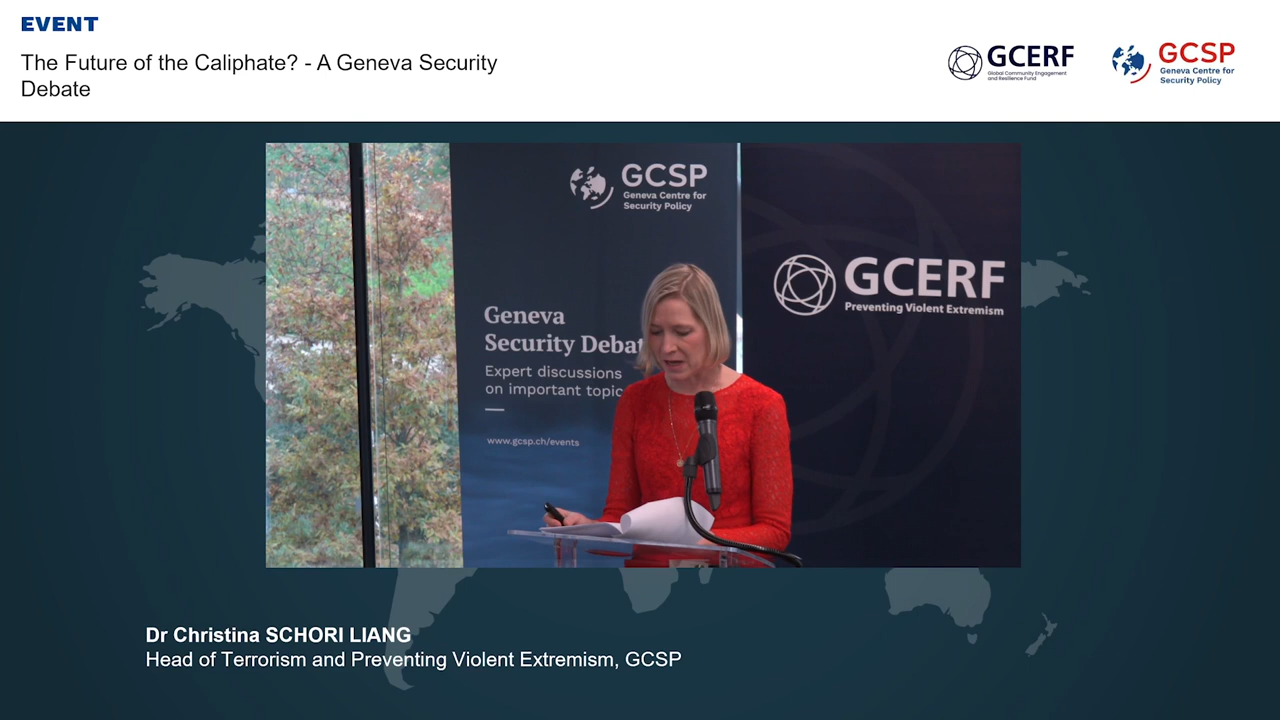 EVENT
The Future of the Caliphate? - A Geneva Security
Debate
GCERF
Global Community Engagement
and Resilience Fund
GCSP
Geneva Centre for
Security Policy
GCSP
Geneva Centre for
Security Policy
GCERF
Preventing Violent Extremism
Geneva
Security Debat
Expert discussions
on important topic
www.gcsp.ch/events
Dr Christina SCHORI LIANG
Head of Terrorism and Preventing Violent Extremism, GCSP